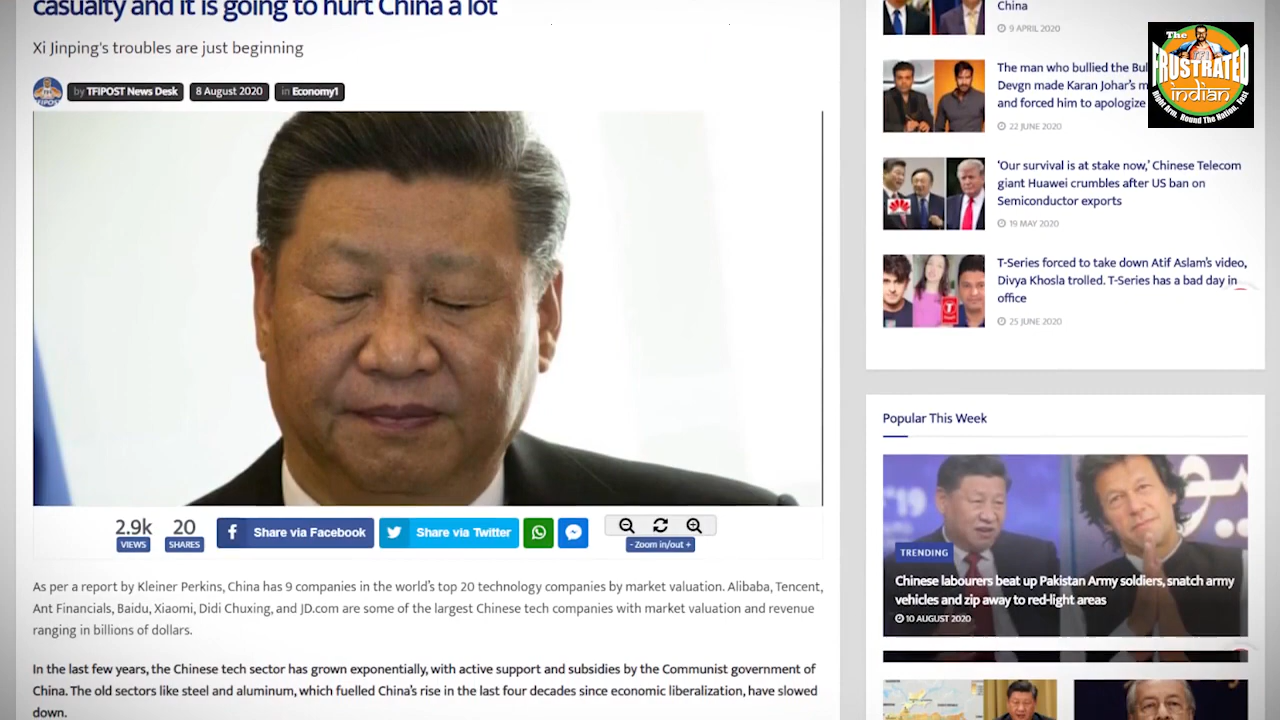 casualty and it is going to hurt China a lot
Xi Jinping's troubles are just beginning
TFIPOST
by TFIPOST News Desk
8 August 2020
in Economy1
2.9k
VIEWS
20
SHARES
Share via Facebook
Share via Twitter
- Zoom in/out +
As per a report by Kleiner Perkins, China has 9 companies in the world's top 20 technology companies by market valuation. Alibaba, Tencent,
Ant Financials, Baidu, Xiaomi, Didi Chuxing, and JD.com are some of the largest Chinese tech companies with market valuation and revenue
ranging in billions of dollars.
In the last few years, the Chinese tech sector has grown exponentially, with active support and subsidies by the Communist government of
China. The old sectors like steel and aluminum, which fuelled China's rise in the last four decades since economic liberalization, have slowed
down.
China
9 APRIL 2020
The man who bullied the
Devgn made Karan Johar's
and forced him to apologize
22 JUNE 2020
'Our survival is at stake now,' Chinese Telecom
giant Huawei crumbles after US ban on
Semiconductor exports
19 MAY 2020
T-Series forced to take down Atif Aslam's video,
Divya Khosla trolled. T-Series has a bad day in
office
25 JUNE 2020
Popular This Week
TRENDING
Chinese labourers beat up Pakistan Army soldiers, snatch army
vehicles and zip away to red-light areas
10 AUGUST 2020
The
FRUSTRATED
indian
Right Arm, Round The Nation, Fast